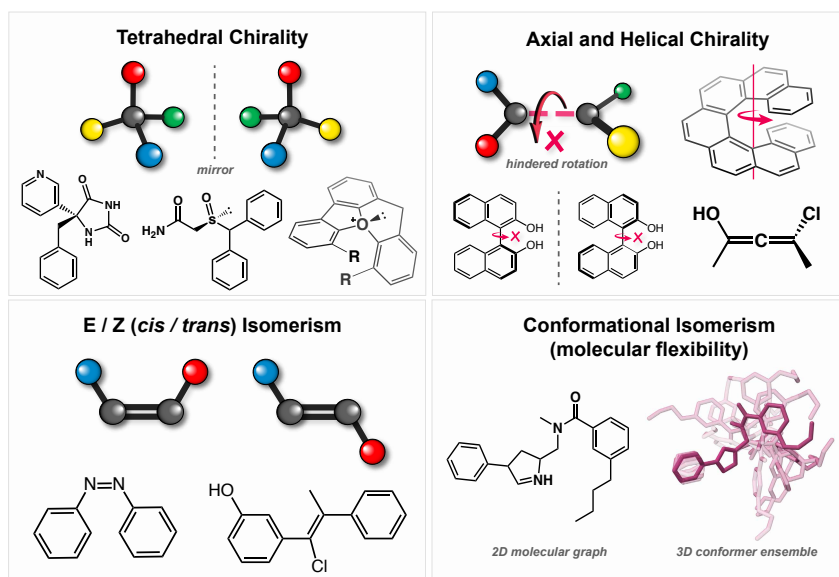 Tetrahedral Chirality
mirror
N
O
NH
NH
O
O
H₂N
O
S
O
+
R
R
Axial and Helical Chirality
X
hindered rotation
OH
X
OH
OH
X
OH
HO
Cl
C
E / Z (cis / trans) Isomerism
N=N
HO
Cl
Conformational Isomerism
(molecular flexibility)
O
N
NH
2D molecular graph
3D conformer ensemble